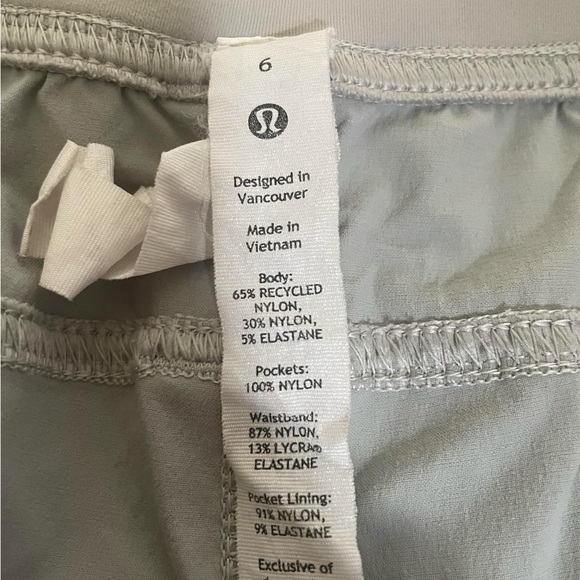 6
Designed in
Vancouver
Made in
Vietnam
Body:
65% RECYCLED
NYLON,
30% NYLON,
5% ELASTANE
Pockets:
100% NYLON
Waistband:
87% NYLON,
13% LYCRA®
ELASTANE
Pocket Lining:
91% NYLON,
9% ELASTANE
Exclusive of